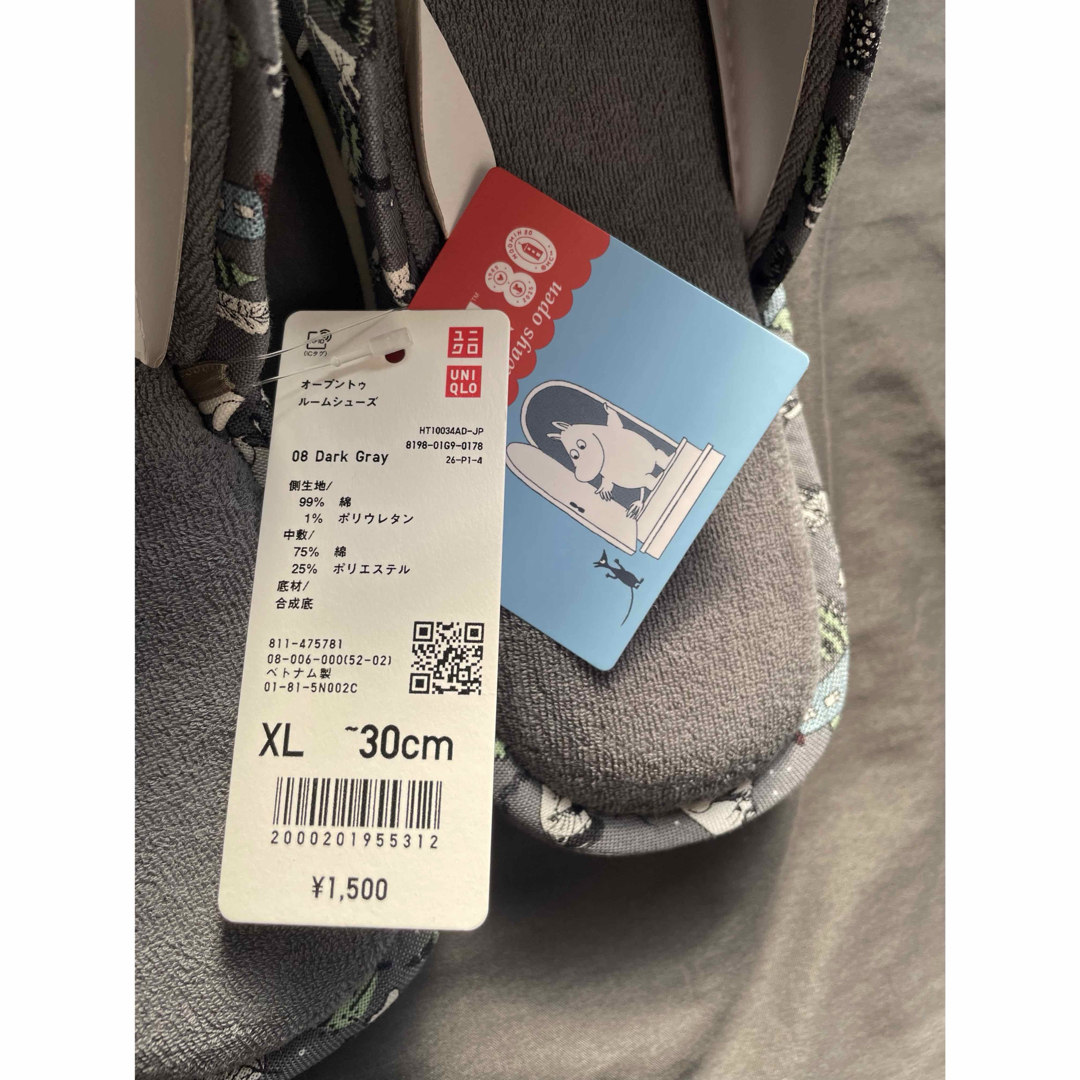 (ICタグ)
ユニ
クロ
UNI
QLO
オープントゥ
ルームシューズ
HT10034AD-JP
8198-01G9-0178
26-P1-4
08 Dark Gray
側生地/
99% 綿
1% ポリウレタン
中敷/
75% 綿
25% ポリエステル
底材/
合成底
811-475781
08-006-000(52-02)
ベトナム製
01-81-5N002C
XL ~30cm
2000201955312
¥1,500
MOOMIN 80
80
open